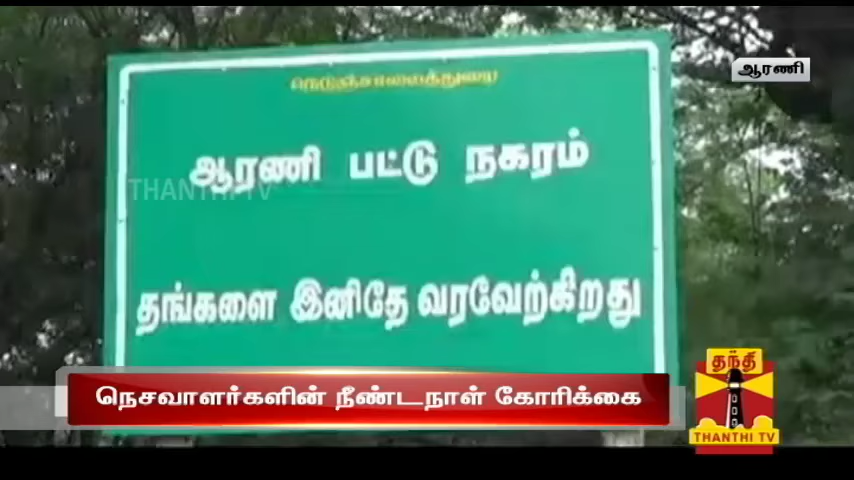 நெடுஞ்சாலைத்துறை
ஆரணி
ஆரணி பட்டு நகரம்
THANTHI TV
தங்களை இனிதே வரவேற்கிறது
நெசவாளர்களின் நீண்டநாள் கோரிக்கை
தந்தி
THANTHI TV